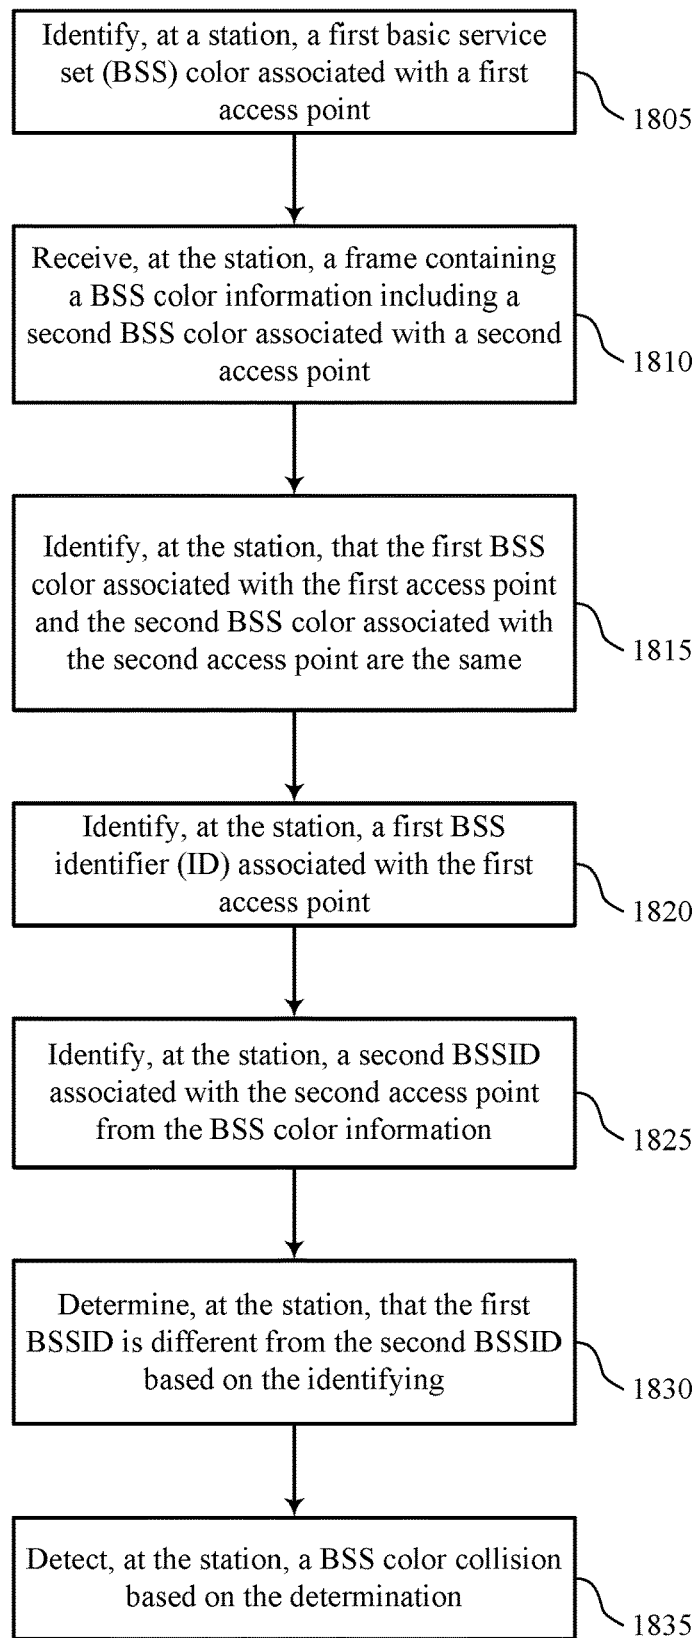 Identify, at a station, a first basic service
set (BSS) color associated with a first
access point
1805
Receive, at the station, a frame containing
a BSS color information including a
second BSS color associated with a second
access point
1810
Identify, at the station, that the first BSS
color associated with the first access point
and the second BSS color associated with
the second access point are the same
1815
Identify, at the station, a first BSS
identifier (ID) associated with the first
access point
1820
Identify, at the station, a second BSSID
associated with the second access point
from the BSS color information
1825
Determine, at the station, that the first
BSSID is different from the second BSSID
based on the identifying
1830
Detect, at the station, a BSS color collision
based on the determination
1835